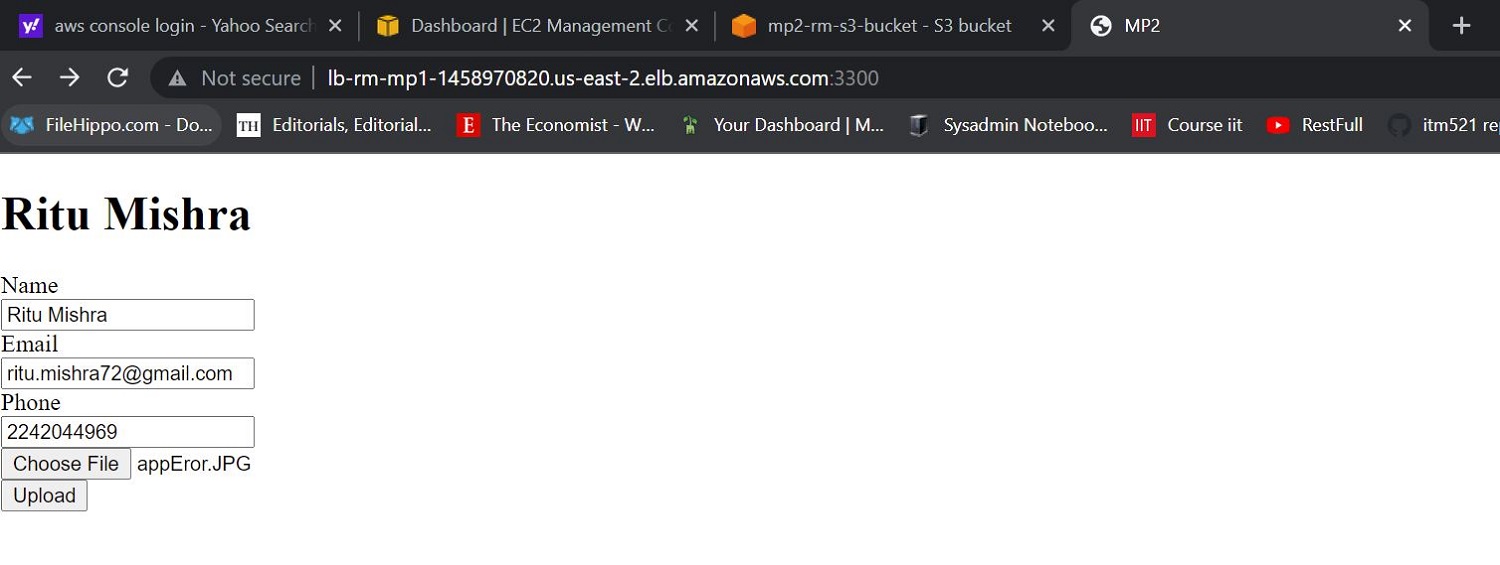 aws console login - Yahoo Search
Dashboard | EC2 Management Co
mp2-rm-s3-bucket - S3 bucket
MP2
Not secure
lb-rm-mp1-1458970820.us-east-2.elb.amazonaws.com:3300
FileHippo.com - Do...
TH
Editorials, Editorial...
E
The Economist - W...
Your Dashboard | M...
Sysadmin Noteboo...
IIT
Course iit
RestFull
itm521 rep
Ritu Mishra
Name
Ritu Mishra
Email
ritu.mishra72@gmail.com
Phone
2242044969
Choose File appEror.JPG
Upload